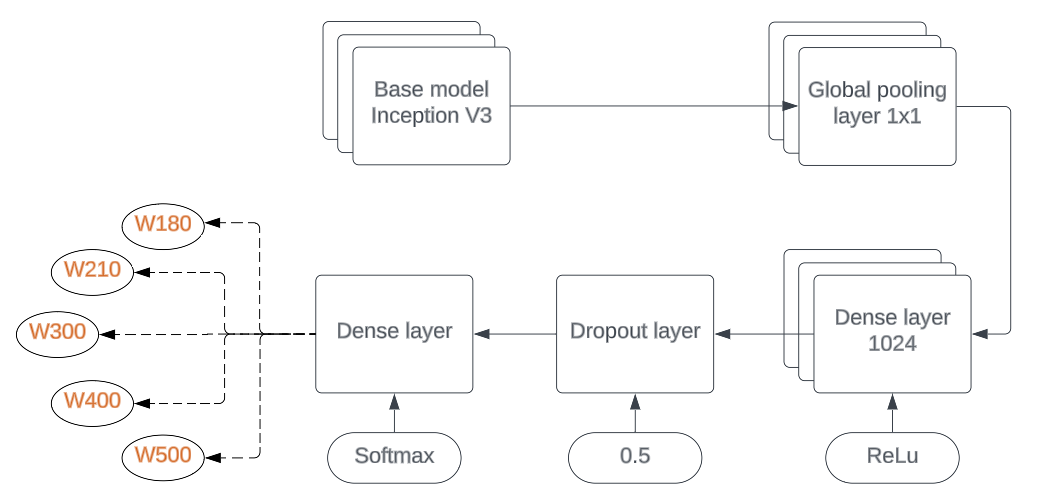 Base model
Inception V3
Global pooling
layer 1x1
W180
W210
W300
W400
W500
Dense layer
Dropout layer
Dense layer
1024
Softmax
0.5
ReLu